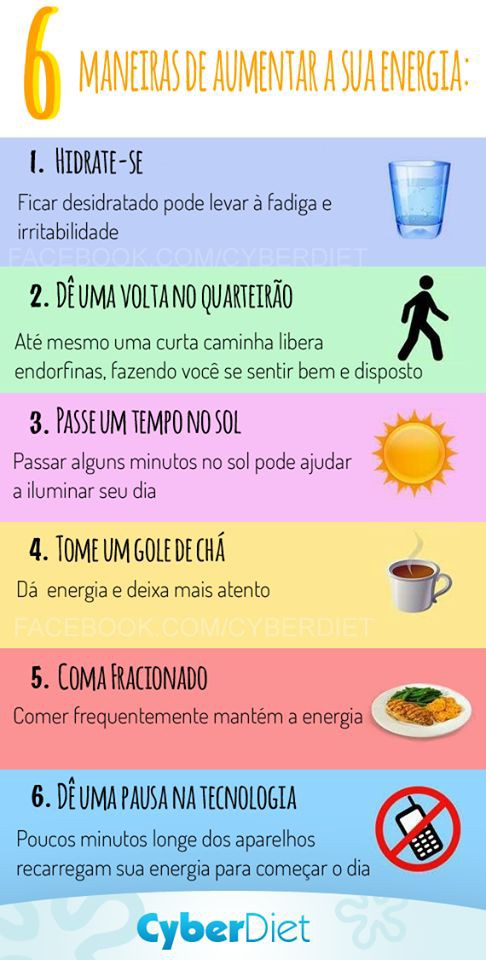 6 MANEIRAS DE AUMENTAR A SUA ENERGIA:
1. HIDRATE-SE
Ficar desidratado pode levar à fadiga e
irritabilidade
FACEBOOK.COM/CYBERDIET
2. DÊ UMA VOLTA NO QUARTEIRÃO
Até mesmo uma curta caminha libera
endorfinas, fazendo você se sentir bem e disposto
3. PASSE UM TEMPO NO SOL
Passar alguns minutos no sol pode ajudar
a iluminar seu dia
4. TOME UM GOLE DE CHÁ
Dá energia e deixa mais atento
FACEBOOK.COM/CYBERDIET
5. COMA FRACIONADO
Comer frequentemente mantém a energia
6. DÊ UMA PAUSA NA TECNOLOGIA
Poucos minutos longe dos aparelhos
recarregam sua energia para começar o dia
CyberDiet